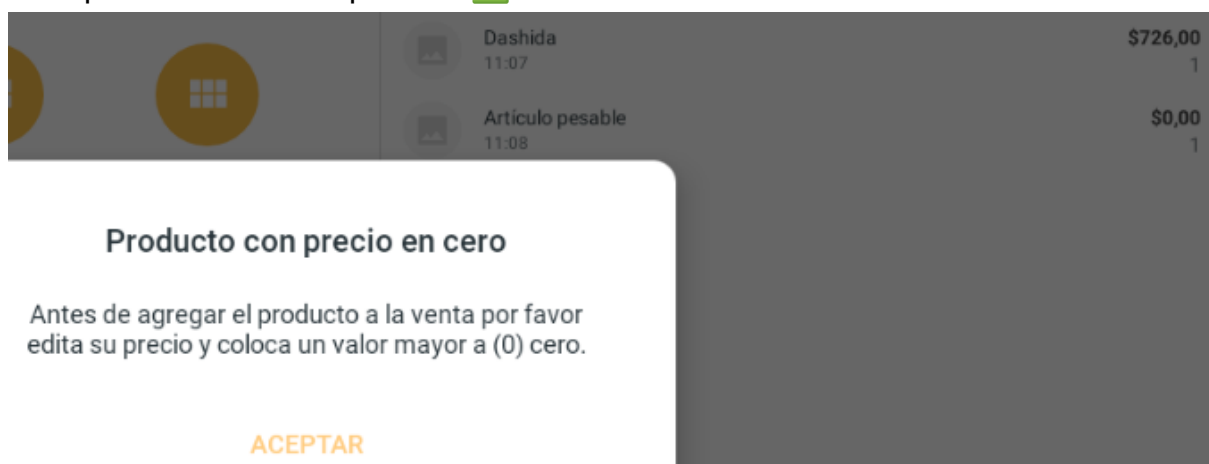 Dashida
$726,00
11:07
1
Artículo pesable
$0,00
11:08
1
Producto con precio en cero
Antes de agregar el producto a la venta por favor
edita su precio y coloca un valor mayor a (0) cero.
ACEPTAR